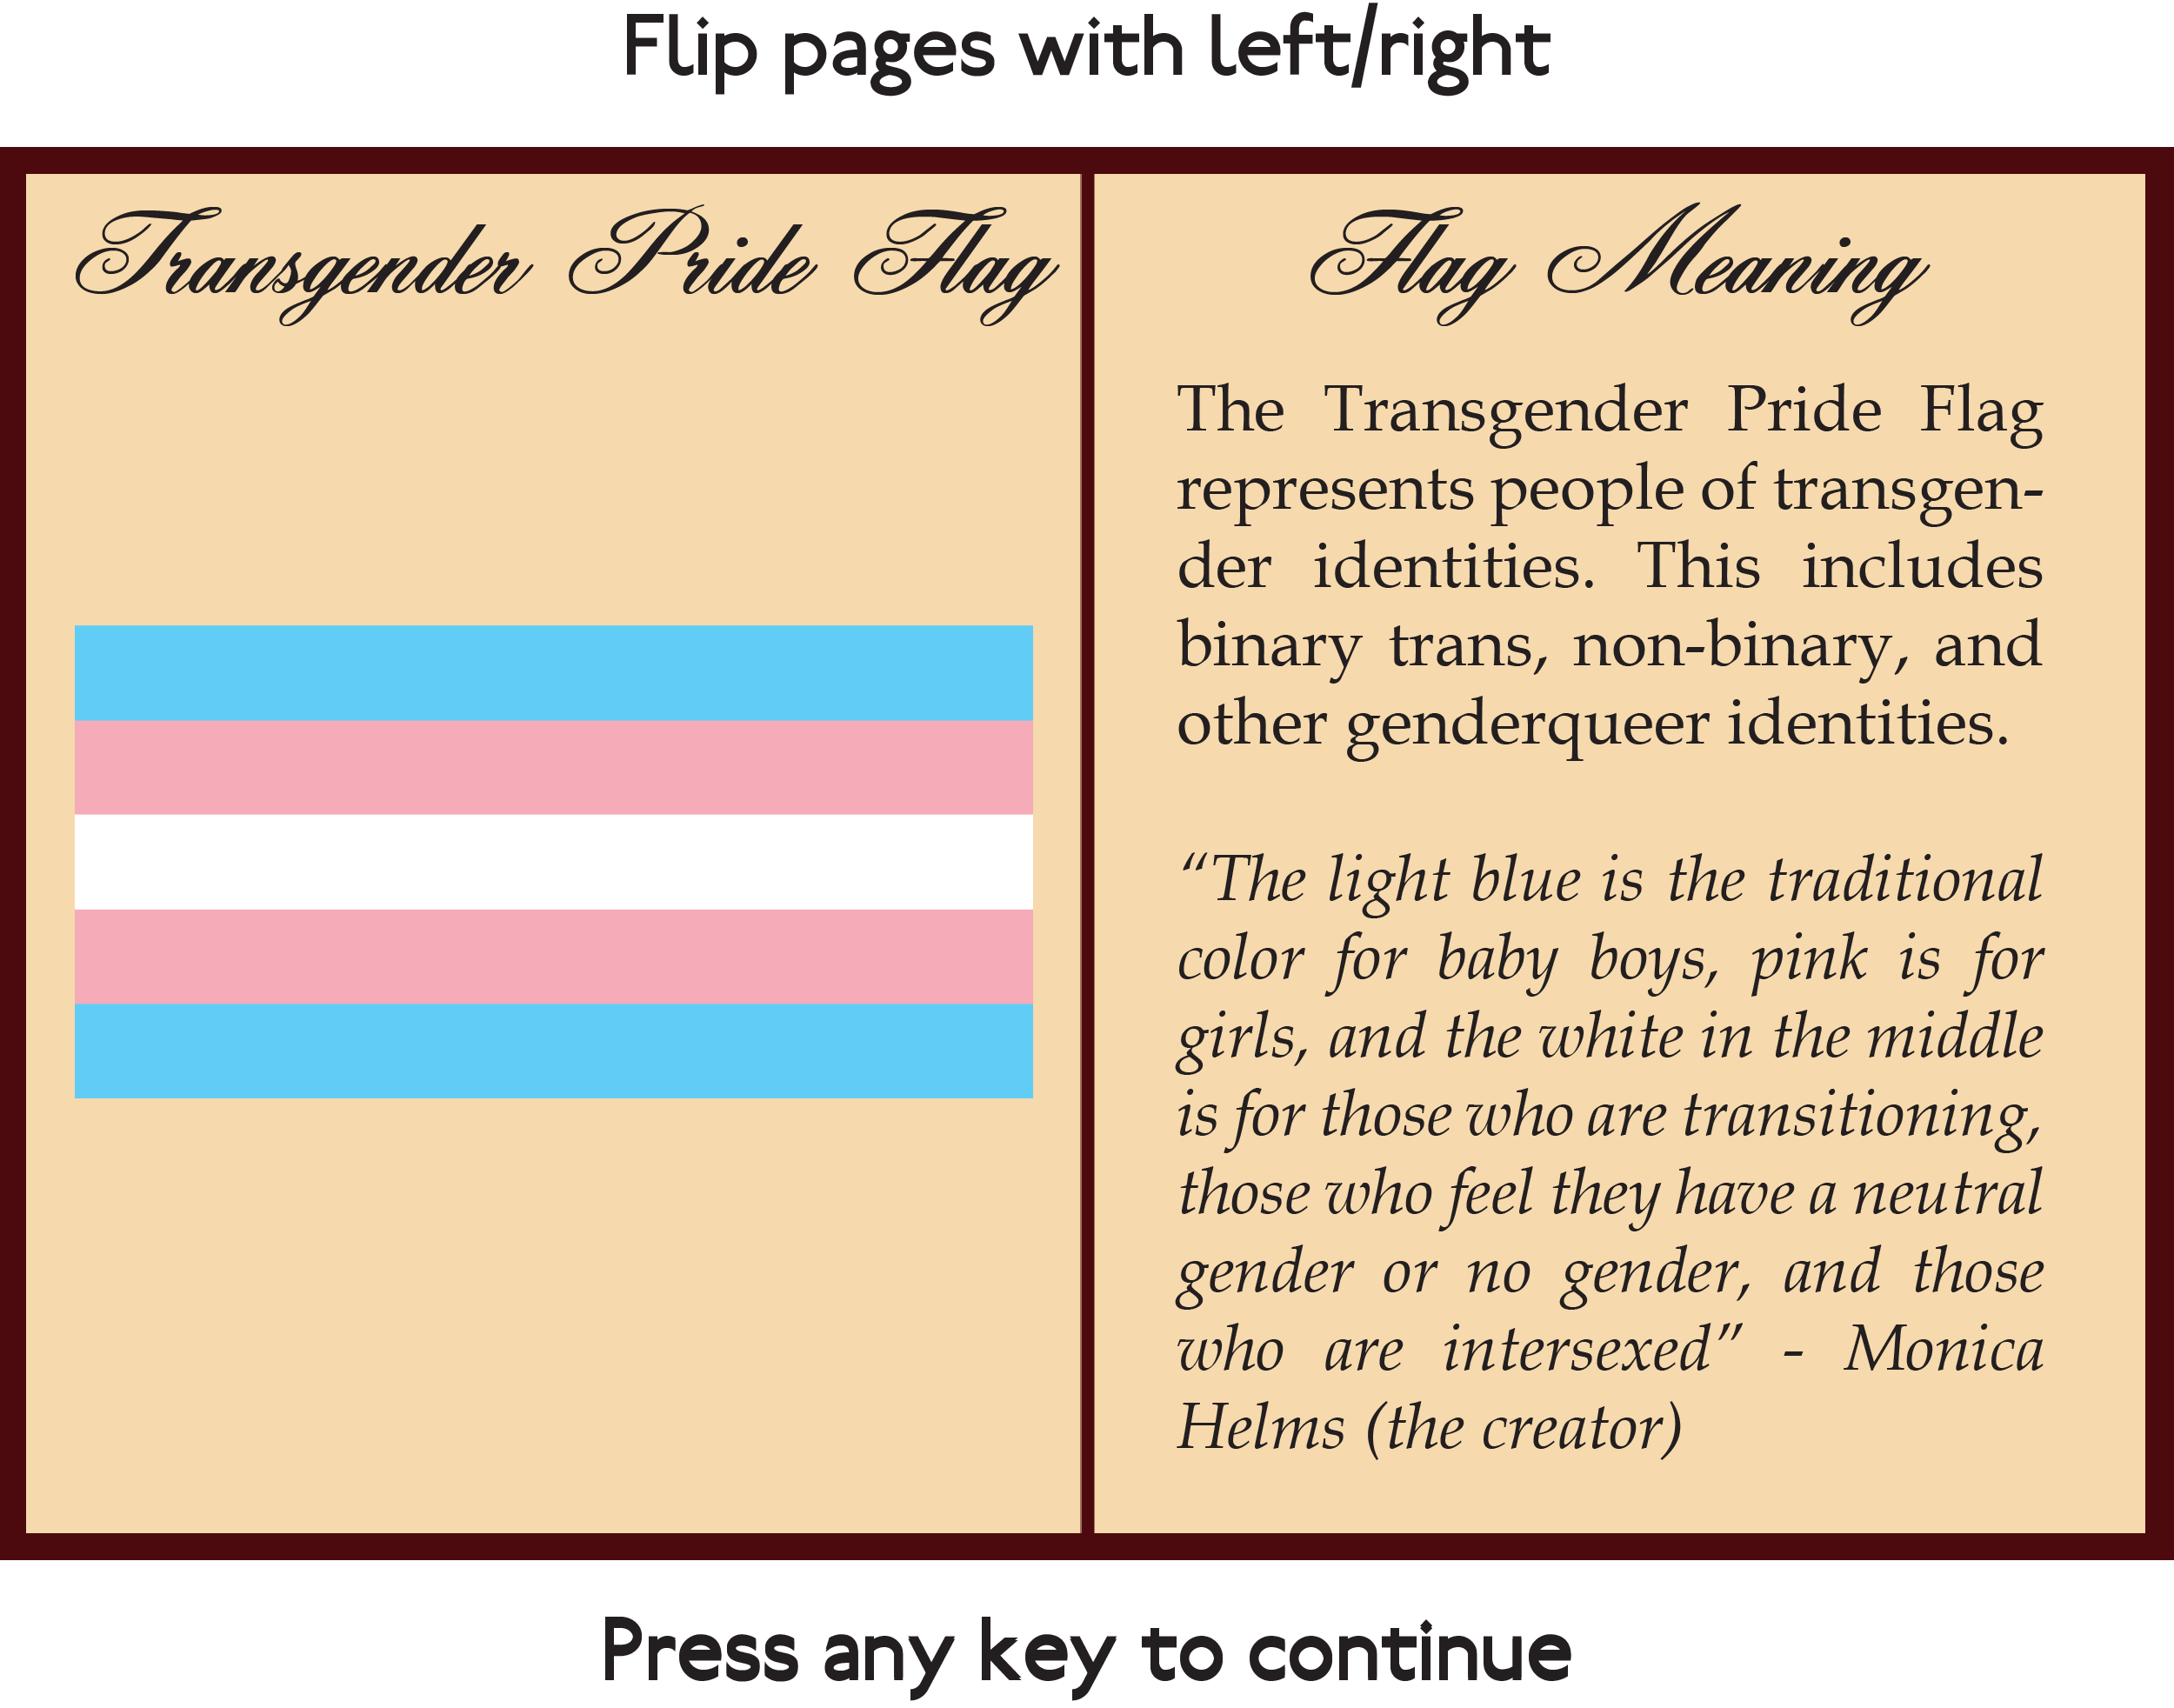 Flip pages with left/right
Transgender Pride Flag
Flag Meaning
The Transgender Pride Flag
represents people of transgen-
der identities. This includes
binary trans, non-binary, and
other genderqueer identities.
“The light blue is the traditional
color for baby boys, pink is for
girls, and the white in the middle
is for those who are transitioning,
those who feel they have a neutral
gender or no gender, and those
who are intersexed” - Monica
Helms (the creator)
Press any key to continue